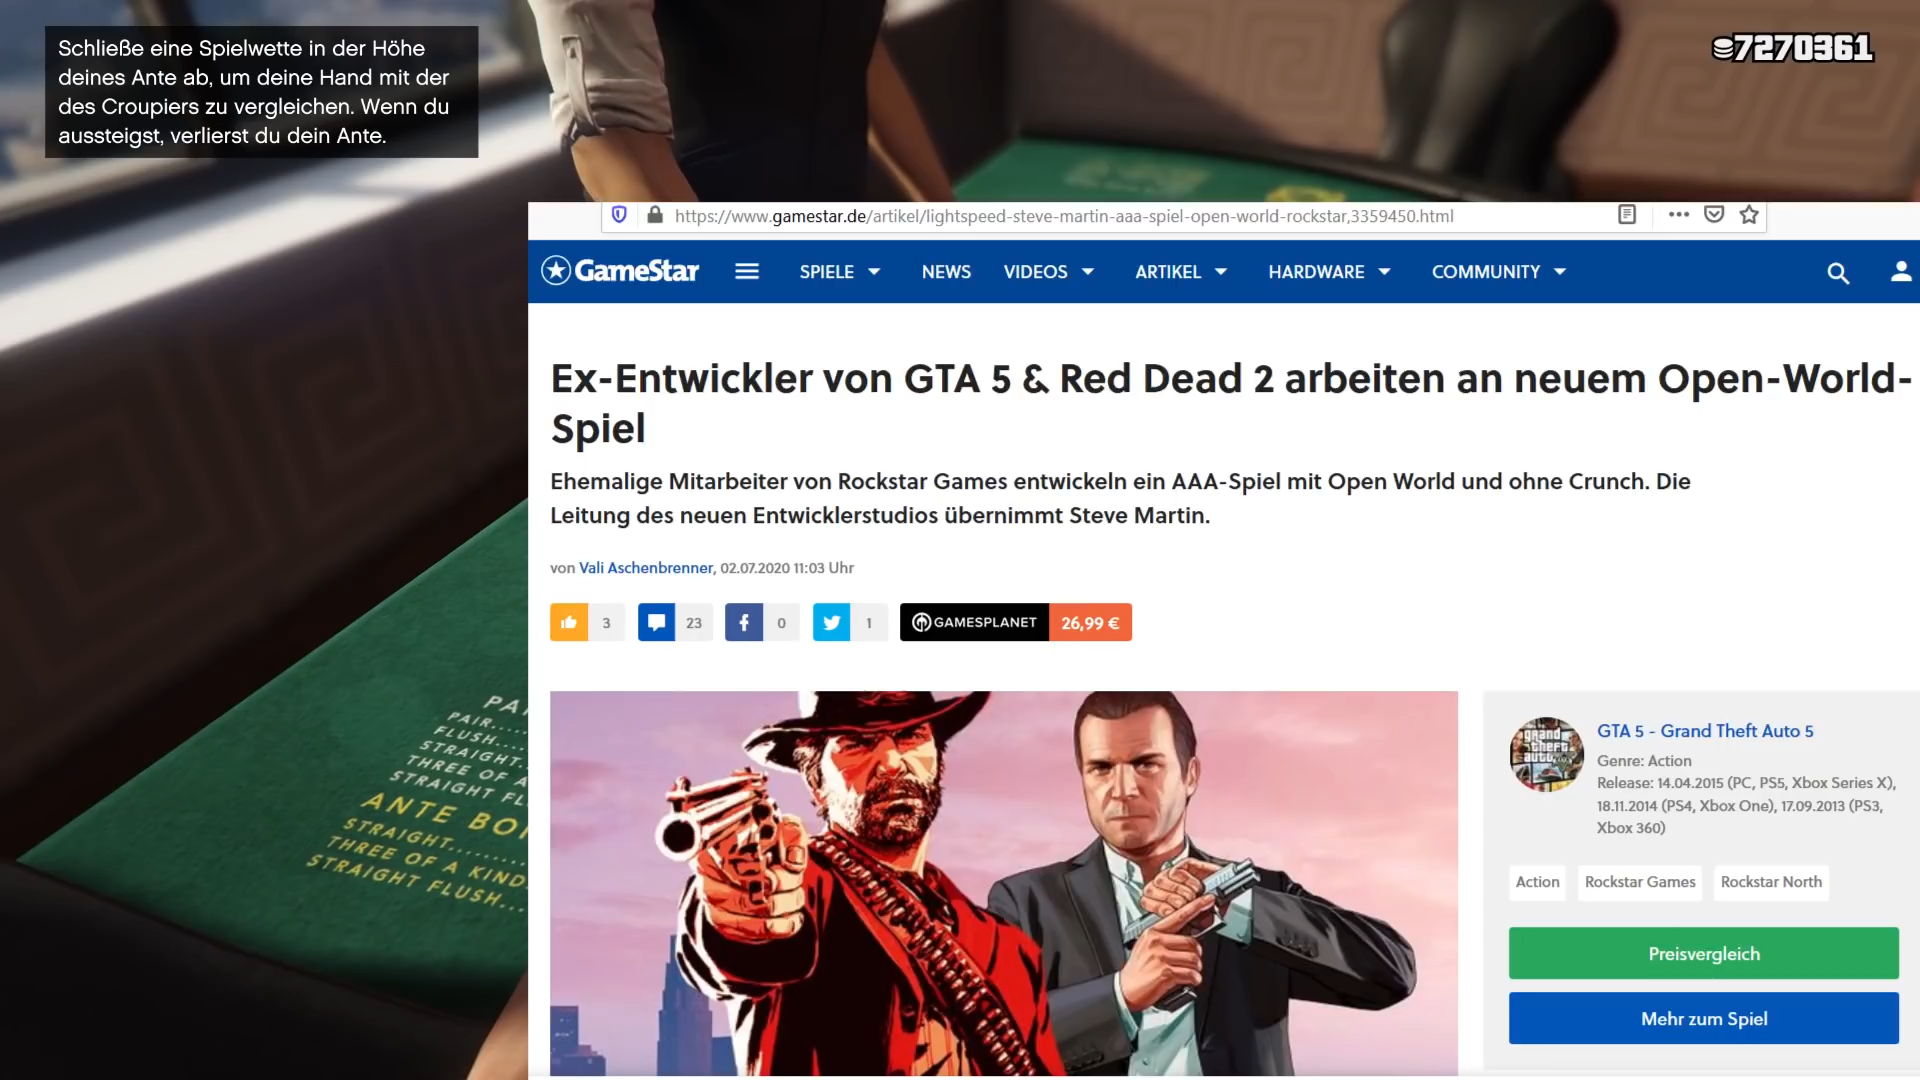 Schließe eine Spielwette in der Höhe
deines Ante ab, um deine Hand mit der
des Croupiers zu vergleichen. Wenn du
aussteigst, verlierst du dein Ante.
7270361
https://www.gamestar.de/artikel/lightspeed-steve-martin-aaa-spiel-open-world-rockstar,3359450.html
GameStar
SPIELE
NEWS
VIDEOS
ARTIKEL
HARDWARE
COMMUNITY
Ex-Entwickler von GTA 5 & Red Dead 2 arbeiten an neuem Open-World-
Spiel
Ehemalige Mitarbeiter von Rockstar Games entwickeln ein AAA-Spiel mit Open World und ohne Crunch. Die
Leitung des neuen Entwicklerstudios übernimmt Steve Martin.
von Vali Aschenbrenner, 02.07.2020 11:03 Uhr
3
23
0
1
GAMESPLANET
26,99 €
grand
theft
auto
GTA 5 - Grand Theft Auto 5
Genre: Action
Release: 14.04.2015 (PC, PS5, Xbox Series X),
18.11.2014 (PS4, Xbox One), 17.09.2013 (PS3,
Xbox 360)
Action
Rockstar Games
Rockstar North
Preisvergleich
Mehr zum Spiel
PAIR....
FLUSH....
STRAIGHT..
THREE OF A
STRAIGHT FL
ANTE BO
STRAIGHT.........
THREE OF A KIND
STRAIGHT FLUSH...